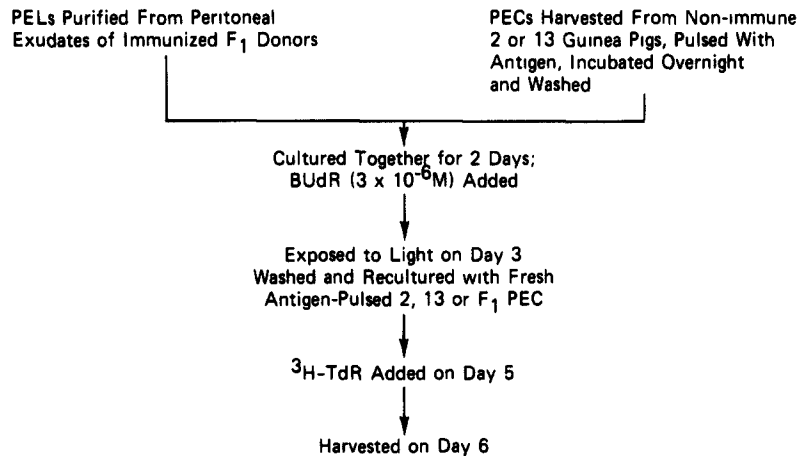 PELs Purified From Peritoneal
Exudates of Immunized F₁ Donors
PECs Harvested From Non-immune
2 or 13 Guinea Pigs, Pulsed With
Antigen, Incubated Overnight
and Washed
Cultured Together for 2 Days;
BUdR (3 x 10⁻⁶M) Added
Exposed to Light on Day 3
Washed and Recultured with Fresh
Antigen-Pulsed 2, 13 or F₁ PEC
³H-TdR Added on Day 5
Harvested on Day 6